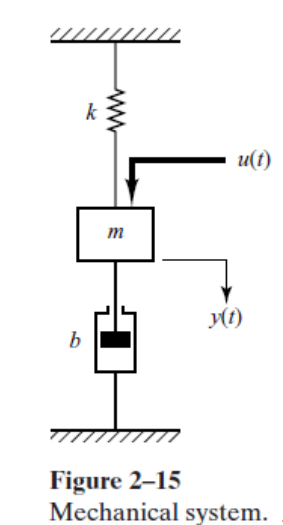 k
u(t)
m
y(t)
b
Figure 2–15
Mechanical system.